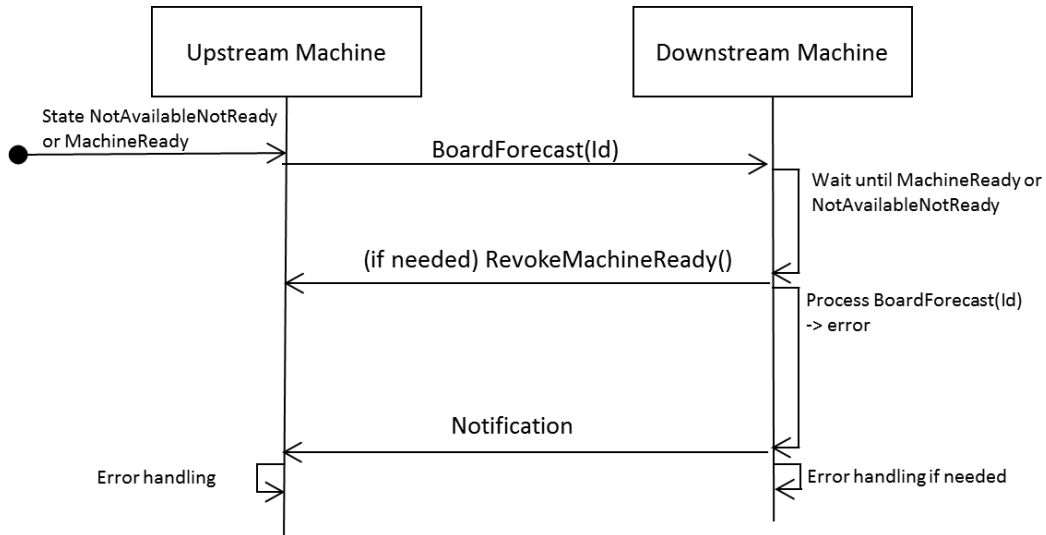 Upstream Machine
Downstream Machine
State NotAvailableNotReady
or MachineReady
BoardForecast(Id)
Wait until MachineReady or
NotAvailableNotReady
(if needed) RevokeMachineReady()
Process BoardForecast(Id)
-> error
Notification
Error handling
Error handling if needed